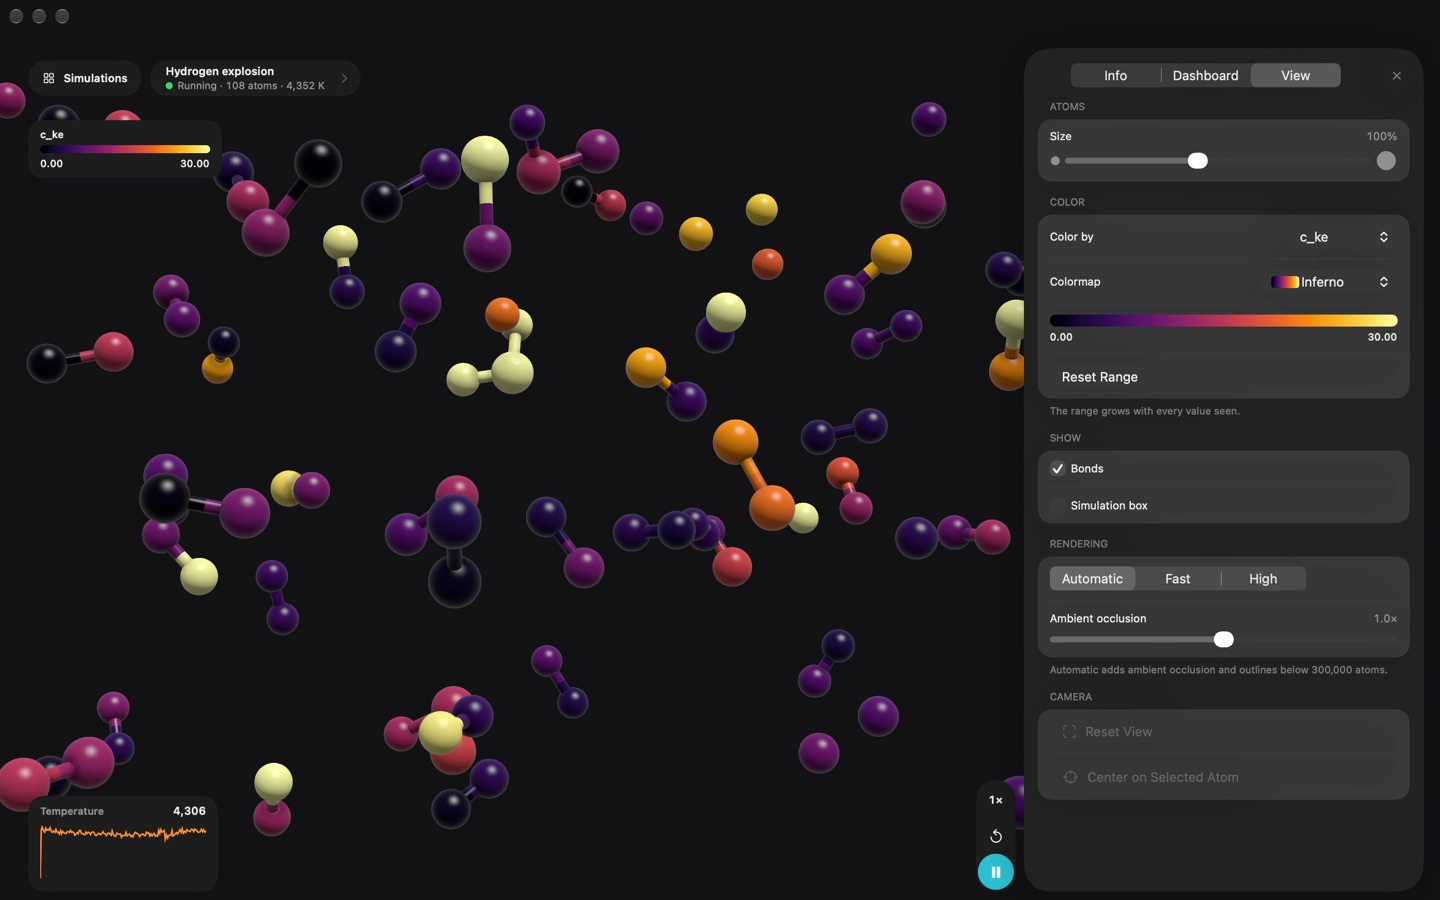 Simulations
Hydrogen explosion
Running · 108 atoms · 4,352 K
c_ke
0.00 30.00
Temperature 4,306
1×
Info Dashboard View
ATOMS
Size 100%
COLOR
Color by c_ke
Colormap Inferno
0.00 30.00
Reset Range
The range grows with every value seen.
SHOW
Bonds
Simulation box
RENDERING
Automatic Fast High
Ambient occlusion 1.0×
Automatic adds ambient occlusion and outlines below 300,000 atoms.
CAMERA
Reset View
Center on Selected Atom